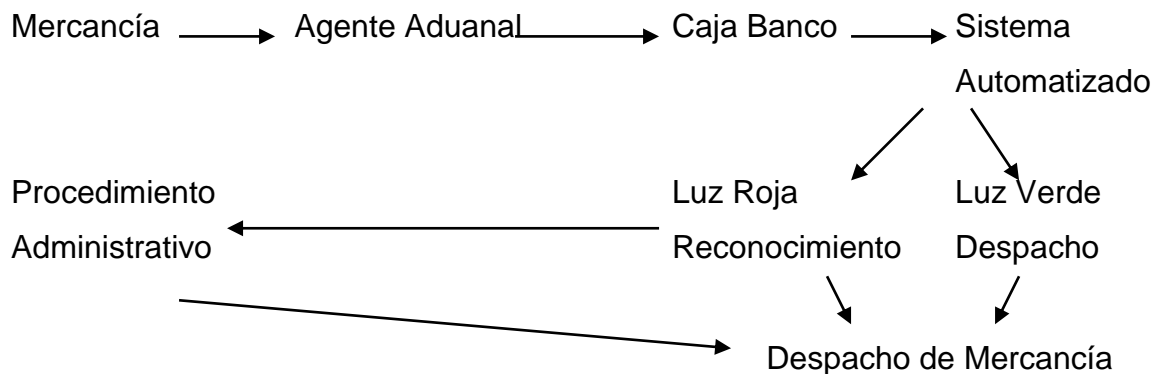 Mercancía Agente Aduanal Caja Banco Sistema
Automatizado
Procedimiento Luz Roja Luz Verde
Administrativo Reconocimiento Despacho
Despacho de Mercancía